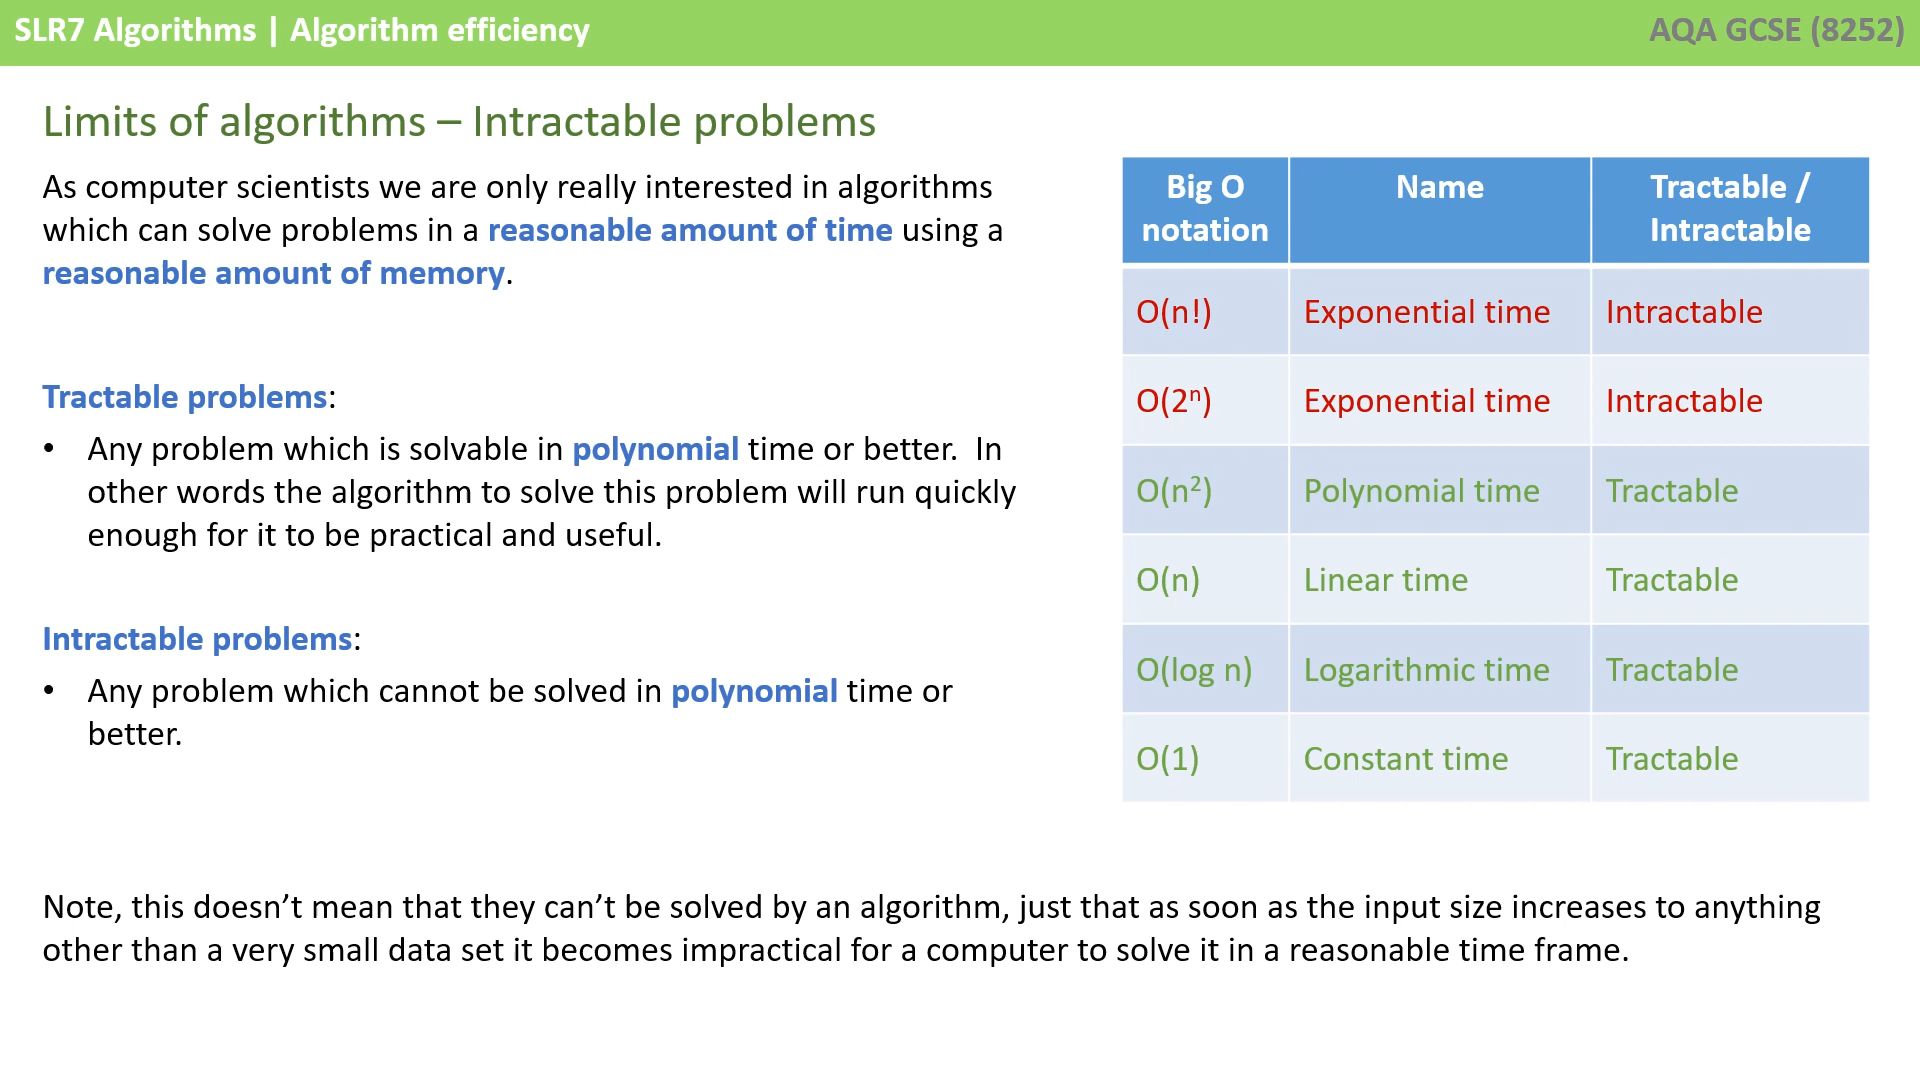 SLR7 Algorithms | Algorithm efficiency
AQA GCSE (8252)
Limits of algorithms – Intractable problems
As computer scientists we are only really interested in algorithms
which can solve problems in a reasonable amount of time using a
reasonable amount of memory.
Tractable problems:
• Any problem which is solvable in polynomial time or better.  In
other words the algorithm to solve this problem will run quickly
enough for it to be practical and useful.
Intractable problems:
• Any problem which cannot be solved in polynomial time or
better.
Big O notation | Name | Tractable / Intractable
O(n!) | Exponential time | Intractable
O(2ⁿ) | Exponential time | Intractable
O(n²) | Polynomial time | Tractable
O(n) | Linear time | Tractable
O(log n) | Logarithmic time | Tractable
O(1) | Constant time | Tractable
Note, this doesn’t mean that they can’t be solved by an algorithm, just that as soon as the input size increases to anything
other than a very small data set it becomes impractical for a computer to solve it in a reasonable time frame.